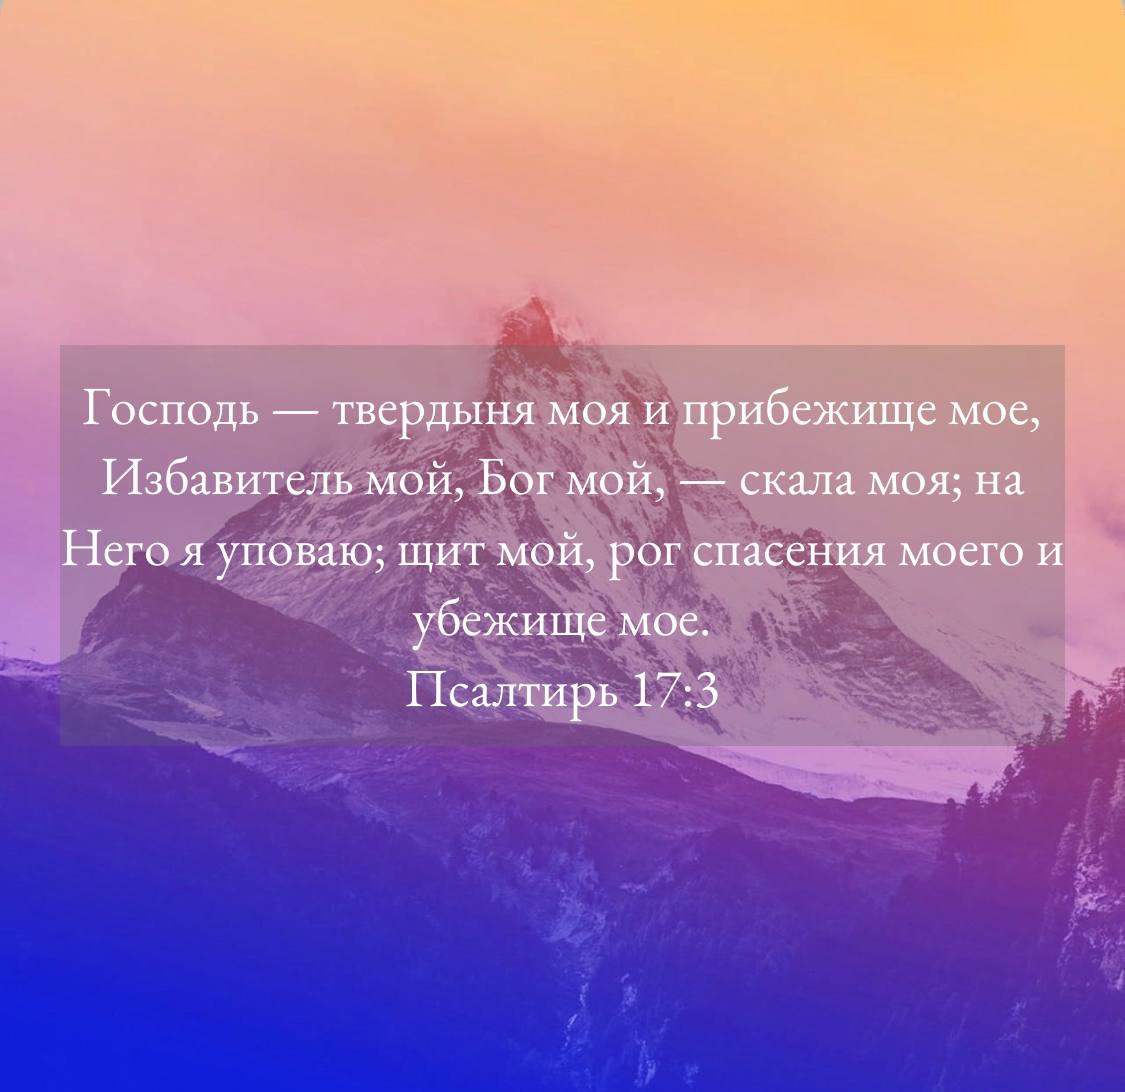 Господь — твердыня моя и прибежище мое,
Избавитель мой, Бог мой, — скала моя; на
Него я уповаю; щит мой, рог спасения моего и
убежище мое.
Псалтирь 17:3